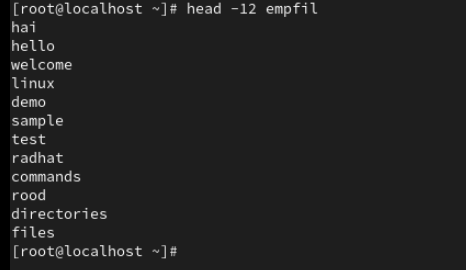 [root@localhost ~]# head -12 empfil
hai
hello
welcome
linux
demo
sample
test
radhat
commands
rood
directories
files
[root@localhost ~]#